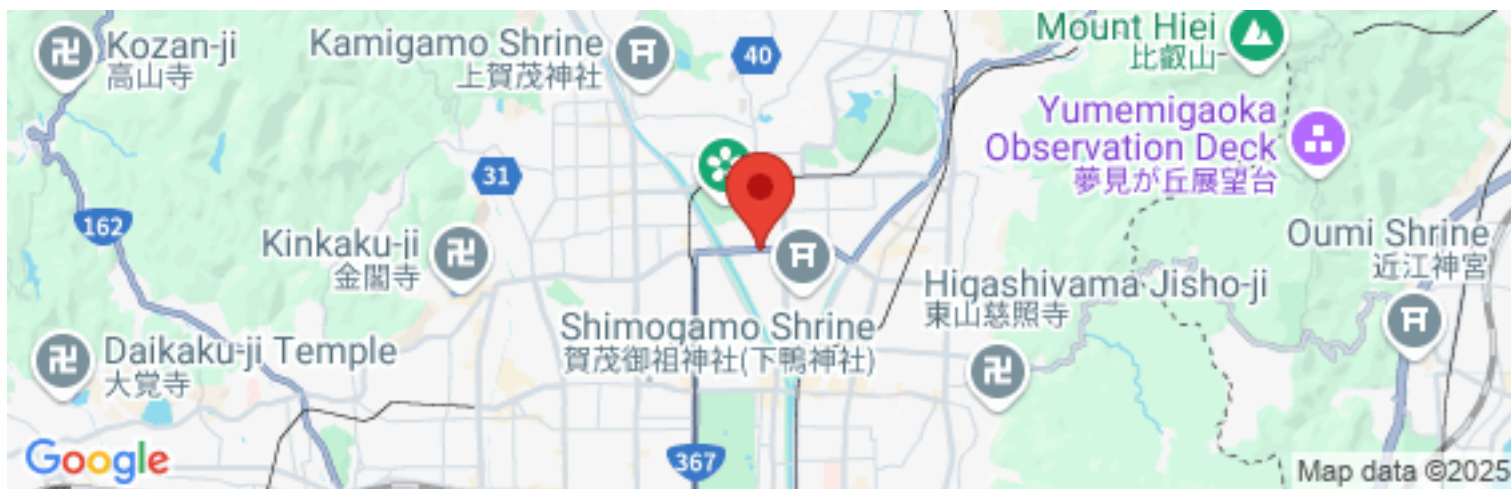 Kozan-ji
高山寺
Kamigamo Shrine
上賀茂神社
40
Mount Hiei
比叡山
Yumemigaoka
Observation Deck
夢見が丘展望台
31
162
Kinkaku-ji
金閣寺
Oumi Shrine
近江神宮
Higashiyama Jisho-ji
東山慈照寺
Shimogamo Shrine
賀茂御祖神社(下鴨神社)
Daikaku-ji Temple
大覚寺
367
Google
Map data ©2025